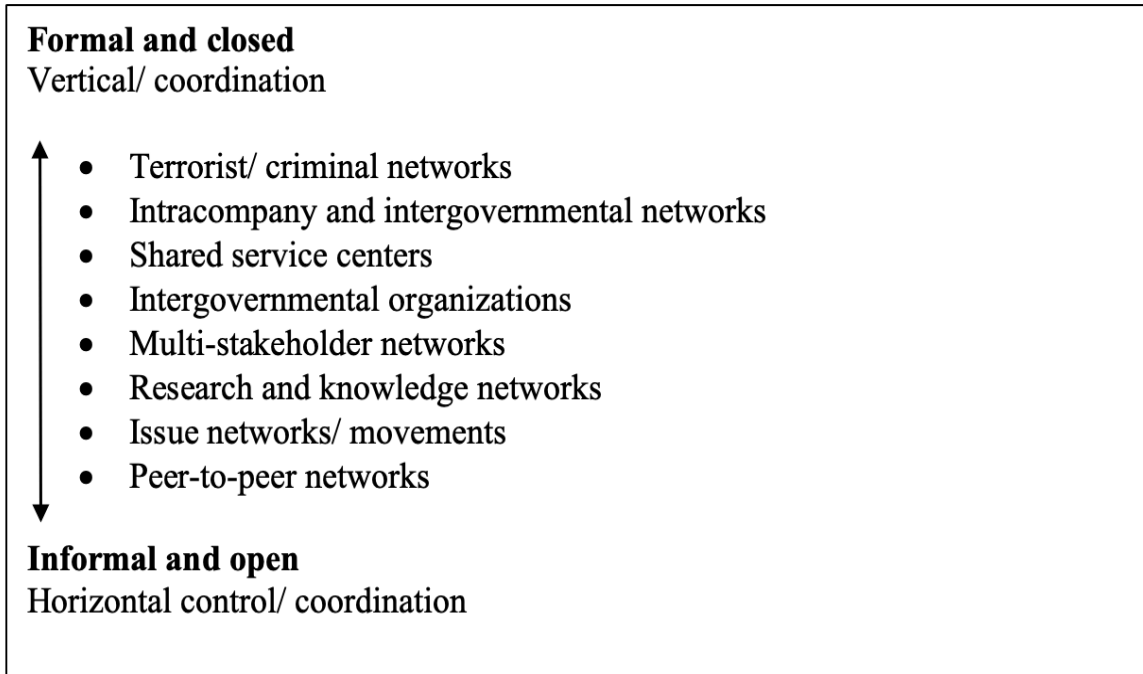 Formal and closed
Vertical/ coordination
• Terrorist/ criminal networks
• Intracompany and intergovernmental networks
• Shared service centers
• Intergovernmental organizations
• Multi-stakeholder networks
• Research and knowledge networks
• Issue networks/ movements
• Peer-to-peer networks
Informal and open
Horizontal control/ coordination